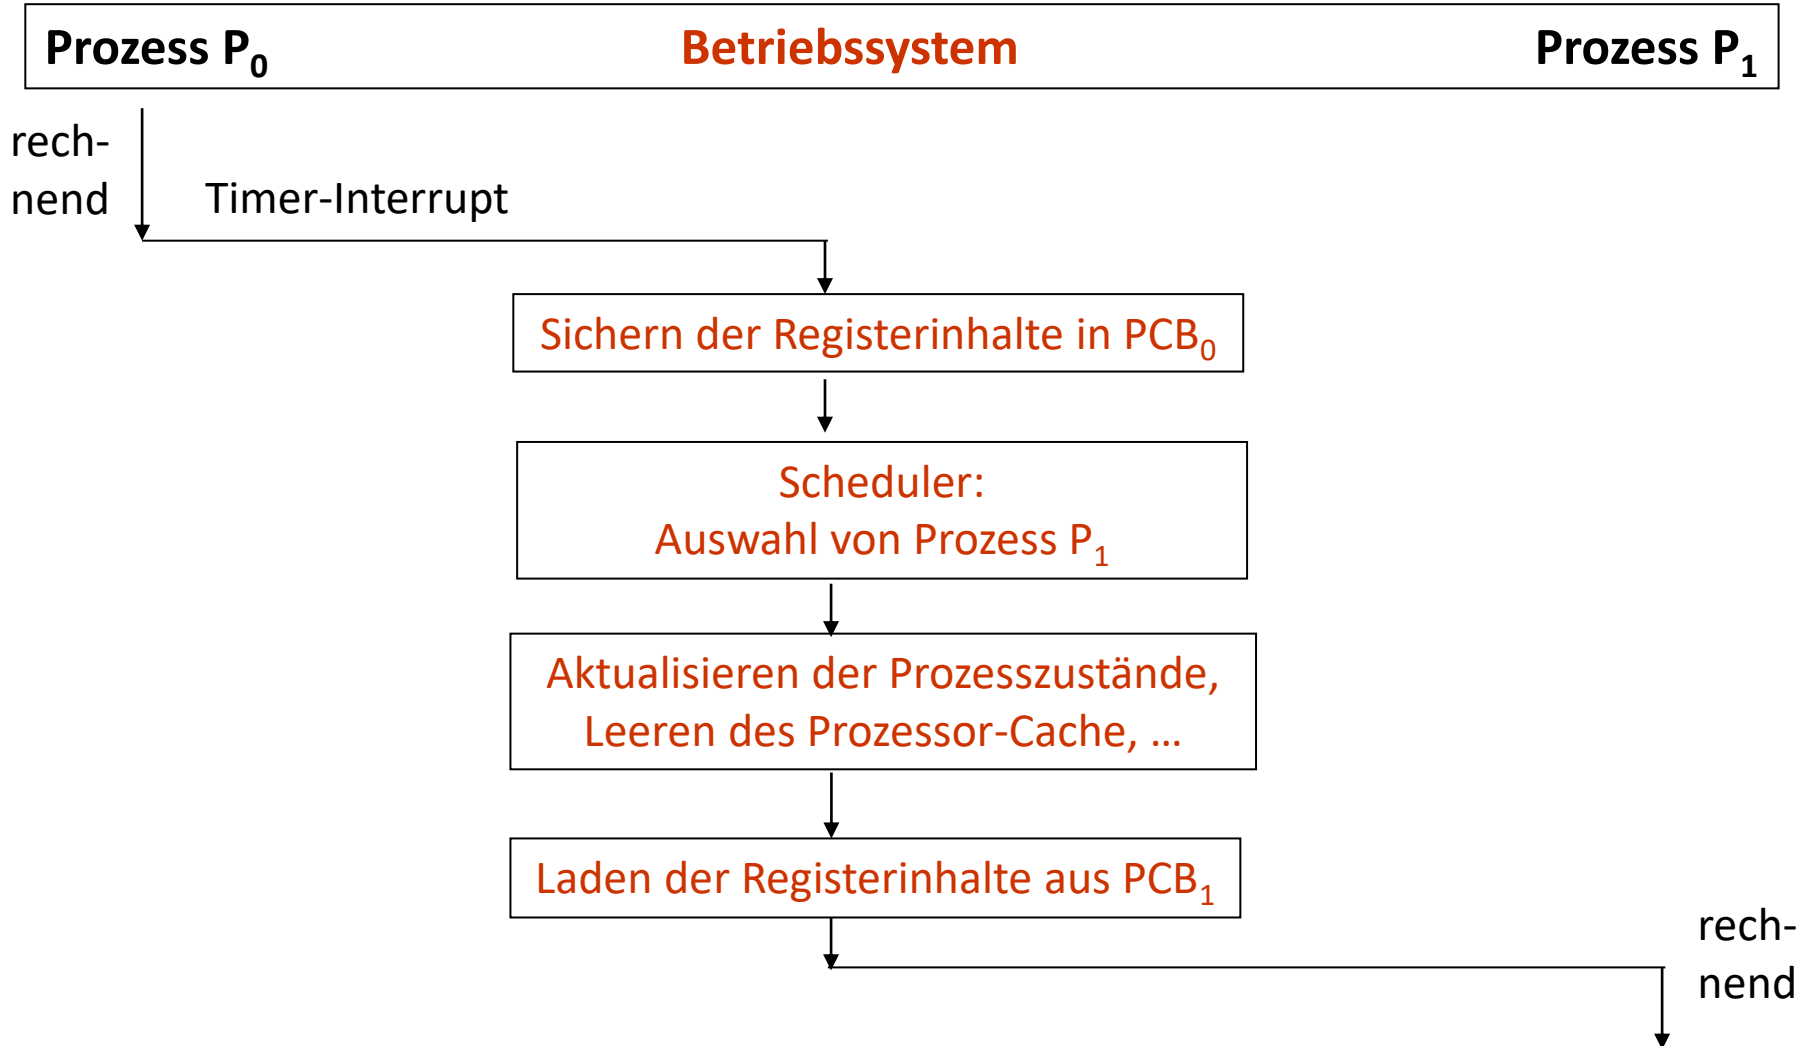 Prozess P0 Betriebssystem Prozess P1
rech-
nend
Timer-Interrupt
Sichern der Registerinhalte in PCB0
Scheduler:
Auswahl von Prozess P1
Aktualisieren der Prozesszustände,
Leeren des Prozessor-Cache, ...
Laden der Registerinhalte aus PCB1
rech-
nend